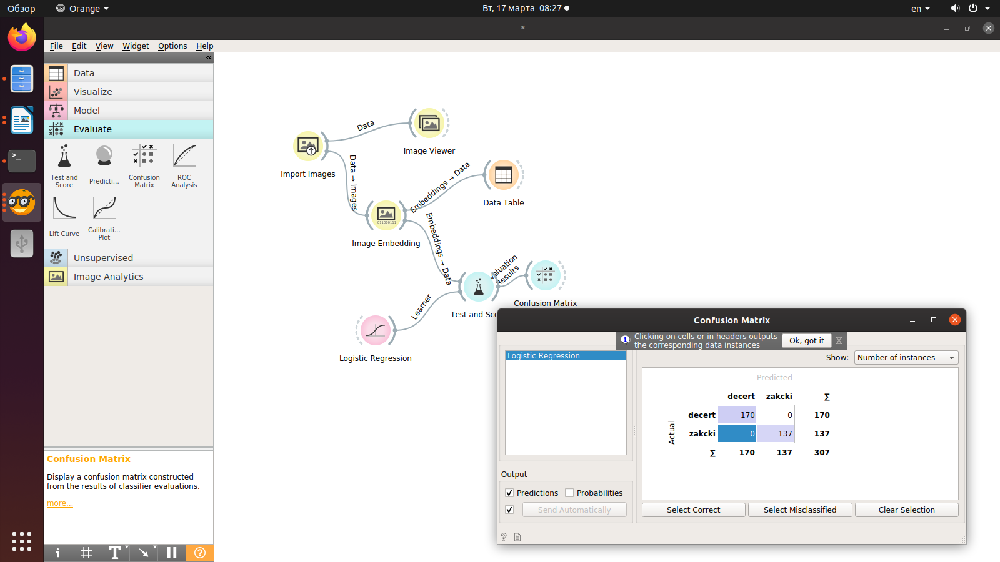 Обзор
Orange
Вт, 17 марта 08:27
en
*
File Edit View Widget Options Help
«
Data
Visualize
Model
Evaluate
Test and Score
Predicti...
Confusion Matrix
ROC Analysis
Lift Curve
Calibrati... Plot
Unsupervised
Image Analytics
Confusion Matrix
Display a confusion matrix constructed
from the results of classifier evaluations.
more...
Data
Image Viewer
Import Images
Data → Images
Embeddings → Data
Data Table
Image Embedding
Embeddings → Data
Results
Confusion Matrix
Learner
Test and
Logistic Regression
Confusion Matrix
Clicking on cells or in headers outputs
the corresponding data instances
Ok, got it
Logistic Regression
Show: Number of instances
Predicted
decert zakcki Σ
Actual
decert 170 0 170
zakcki 0 137 137
Σ 170 137 307
Output
Predictions Probabilities
Send Automatically
Select Correct Select Misclassified Clear Selection